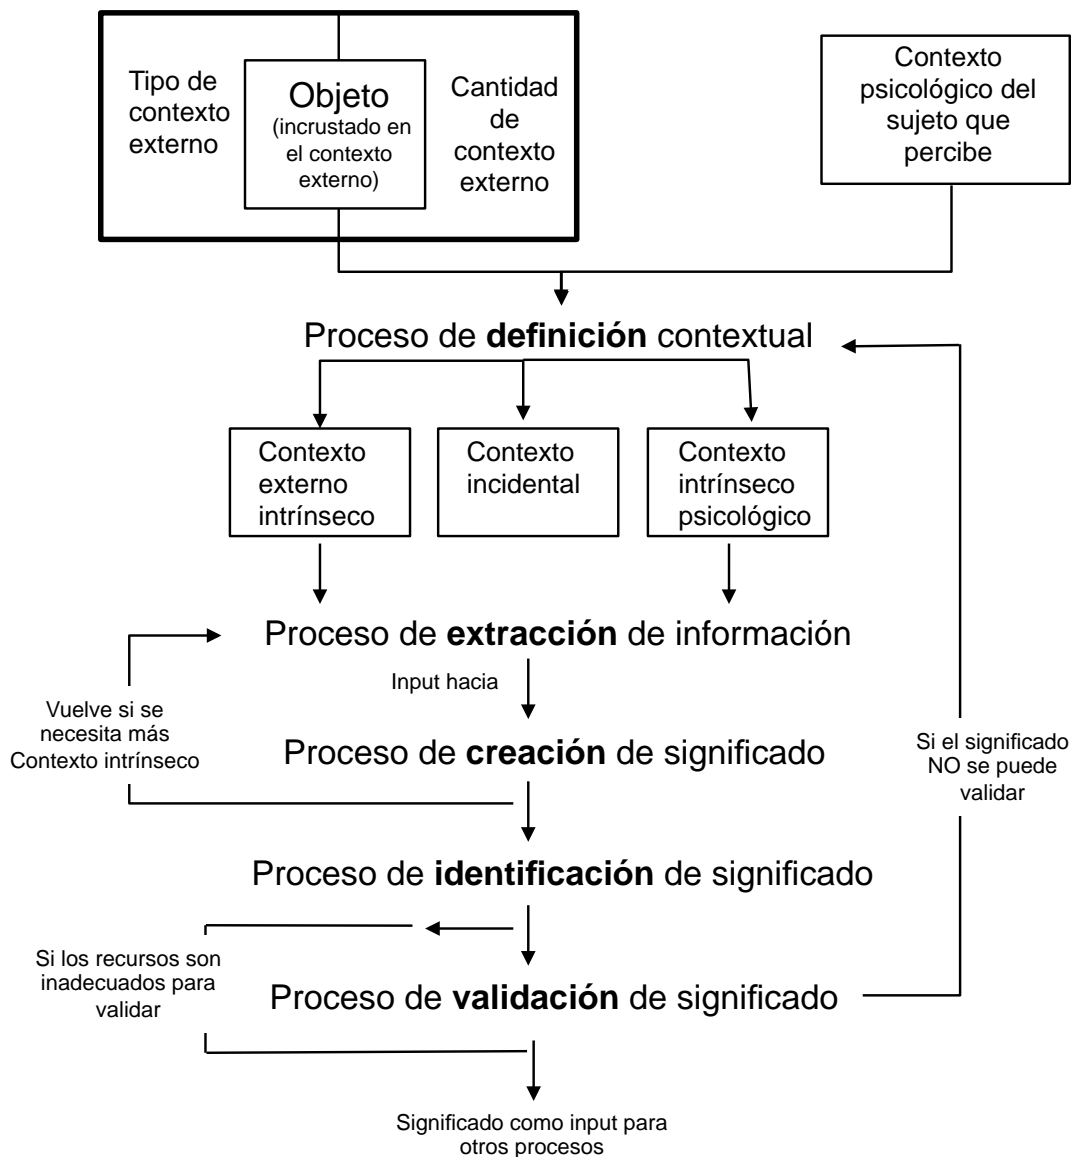 Tipo de
contexto
externo
Objeto
(incrustado en
el contexto
externo)
Cantidad
de
contexto
externo
Contexto
psicológico del
sujeto que
percibe
Proceso de definición contextual
Contexto
externo
intrínseco
Contexto
incidental
Contexto
intrínseco
psicológico
Proceso de extracción de información
Input hacia
Vuelve si se
necesita más
Contexto intrínseco
Proceso de creación de significado
Si el significado
NO se puede
validar
Proceso de identificación de significado
Si los recursos son
inadecuados para
validar
Proceso de validación de significado
Significado como input para
otros procesos